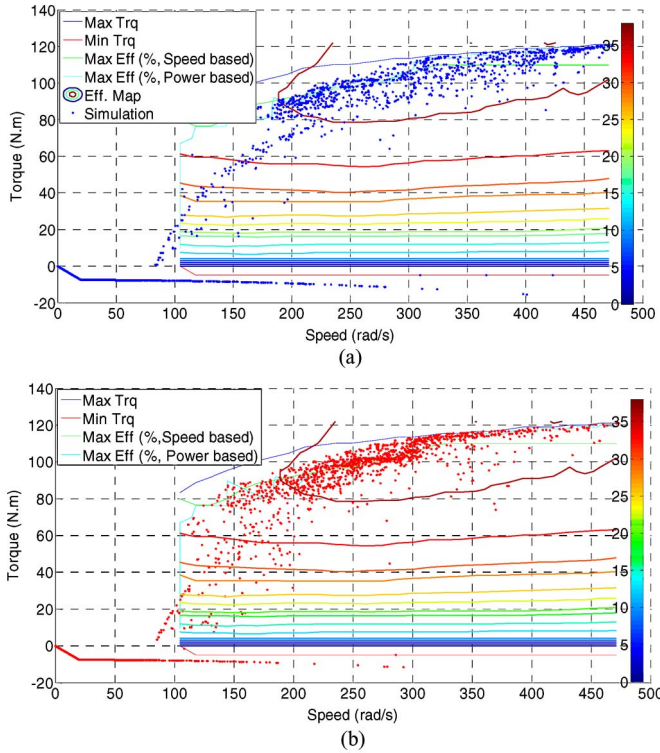 140
120
100
80
60
40
20
0
-20
Torque (N.m)
Max Trq
Min Trq
Max Eff (%, Speed based)
Max Eff (%, Power based)
Eff. Map
Simulation
35
30
25
20
15
10
5
0
0 50 100 150 200 250 300 350 400 450 500
Speed (rad/s)
(a)
140
120
100
80
60
40
20
0
-20
Torque (N.m)
Max Trq
Min Trq
Max Eff (%,Speed based)
Max Eff (%, Power based)
35
30
25
20
15
10
5
0
0 50 100 150 200 250 300 350 400 450 500
Speed (rad/s)
(b)